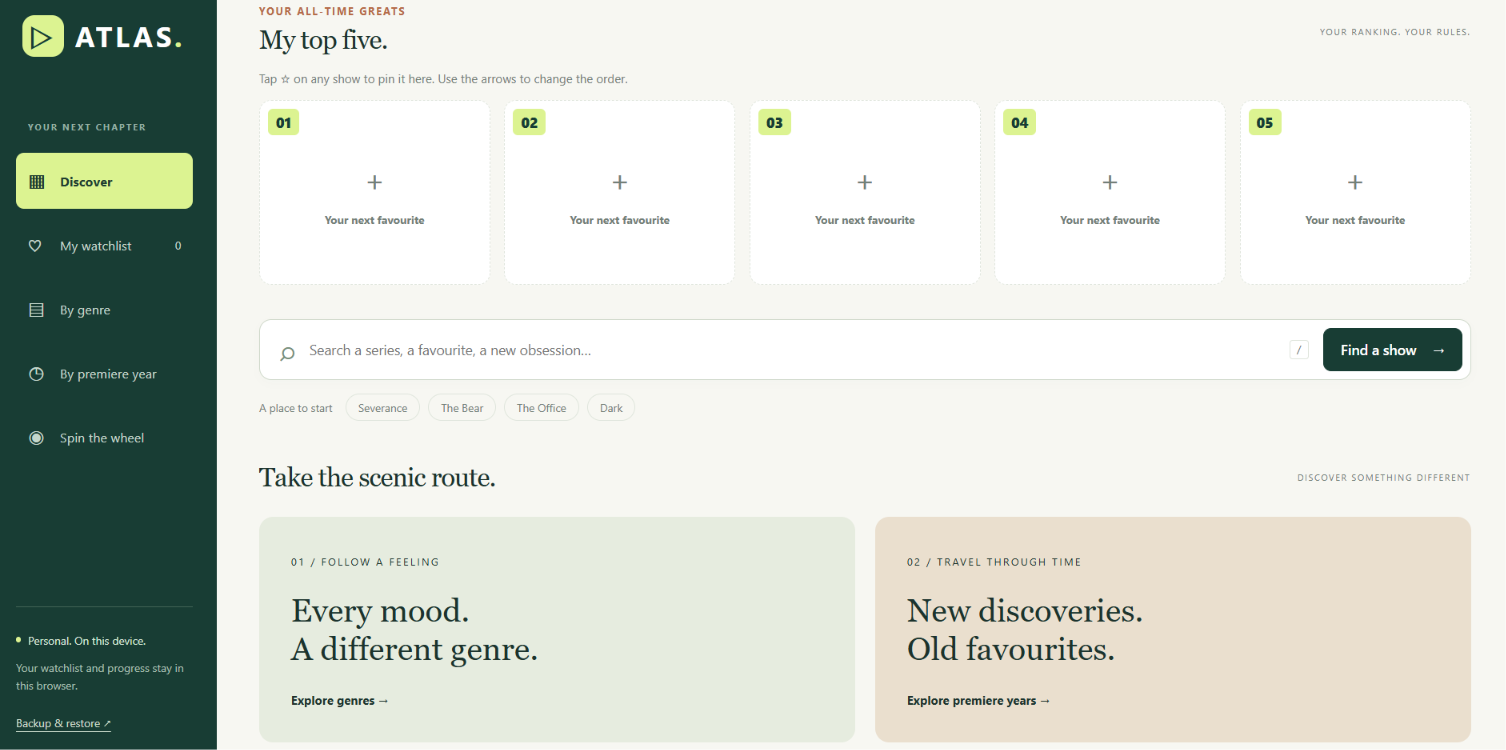 ATLAS.
YOUR NEXT CHAPTER
Discover
My watchlist 0
By genre
By premiere year
Spin the wheel
Personal. On this device.
Your watchlist and progress stay in
this browser.
Backup & restore ↗
YOUR ALL-TIME GREATS
My top five.
YOUR RANKING. YOUR RULES.
Tap ☆ on any show to pin it here. Use the arrows to change the order.
01
+
Your next favourite
02
+
Your next favourite
03
+
Your next favourite
04
+
Your next favourite
05
+
Your next favourite
Search a series, a favourite, a new obsession...
/
Find a show →
A place to start
Severance
The Bear
The Office
Dark
Take the scenic route.
DISCOVER SOMETHING DIFFERENT
01 / FOLLOW A FEELING
Every mood.
A different genre.
Explore genres →
02 / TRAVEL THROUGH TIME
New discoveries.
Old favourites.
Explore premiere years →